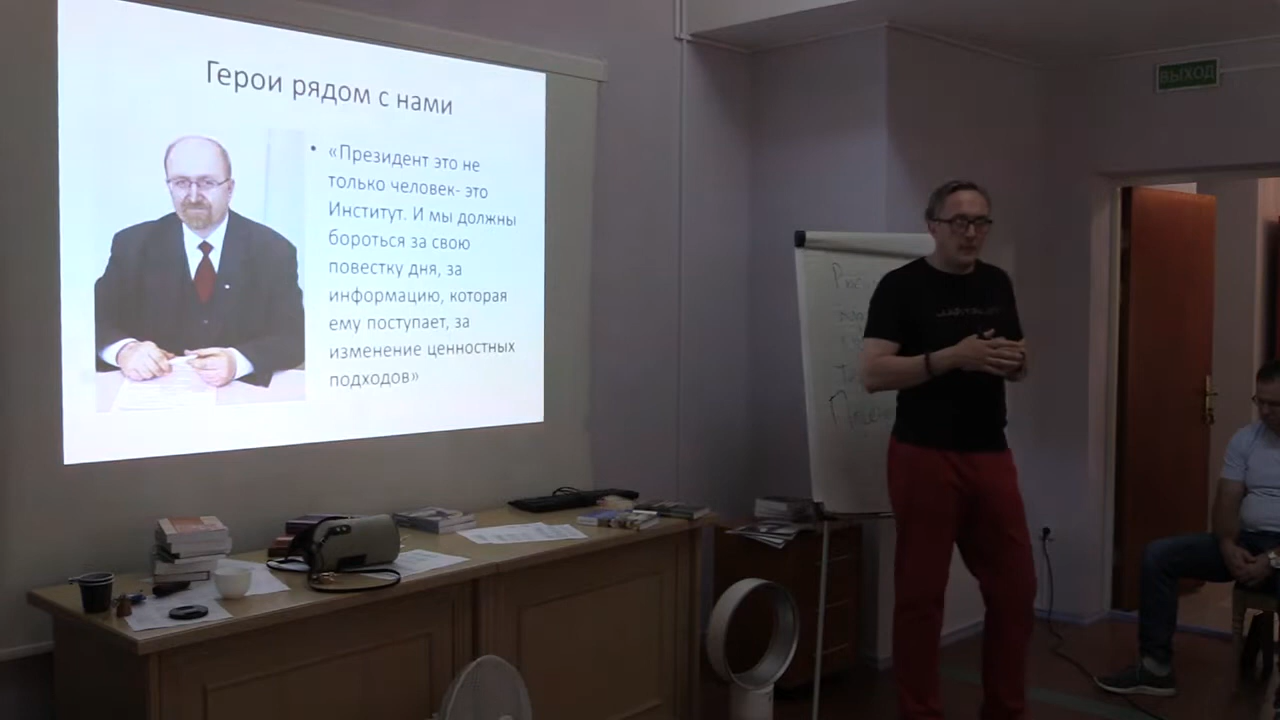 Герои рядом с нами
• «Президент это не
только человек- это
Институт. И мы должны
бороться за свою
повестку дня, за
информацию, которая
ему поступает, за
изменение ценностных
подходов»
ВЫХОД